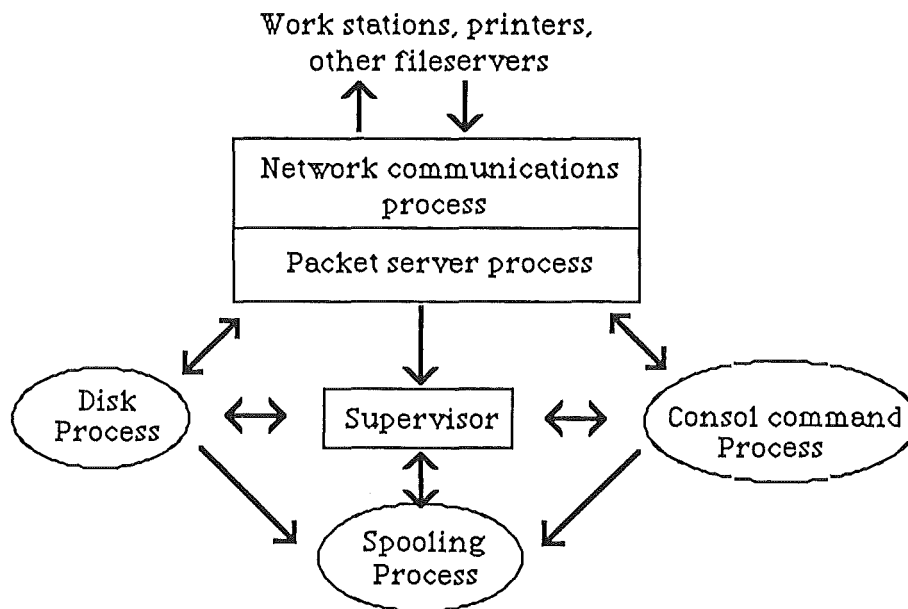 Work stations, printers,
other fileservers
Network communications
process
Packet server process
Disk
Process
Supervisor
Consol command
Process
Spooling
Process